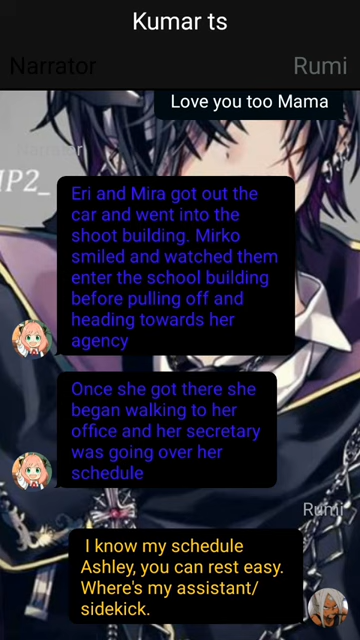 Kumar ts
Narrator
Rumi
Love you too Mama
Narrator
IP2_
Eri and Mira got out the
car and went into the
shoot building. Mirko
smiled and watched them
enter the school building
before pulling off and
heading towards her
agency
Once she got there she
began walking to her
office and her secretary
was going over her
schedule
Rumi
I know my schedule
Ashley, you can rest easy.
Where's my assistant/
sidekick.